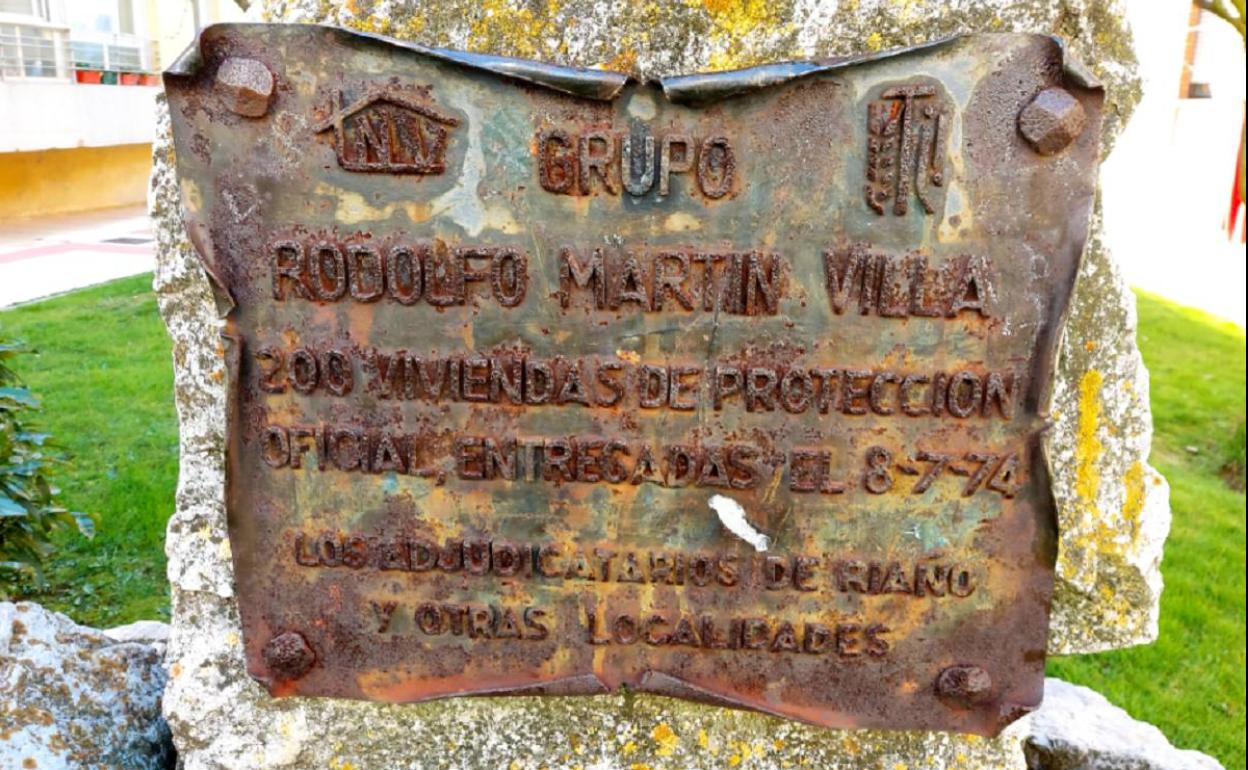 INV GRUPO
RODOLFO MARTIN VILLA
200 VIVIENDAS DE PROTECCION
OFICIAL, ENTREGADAS EL 8-7-74
LOS ADJUDICATARIOS DE RIAÑO
Y OTRAS LOCALIDADES